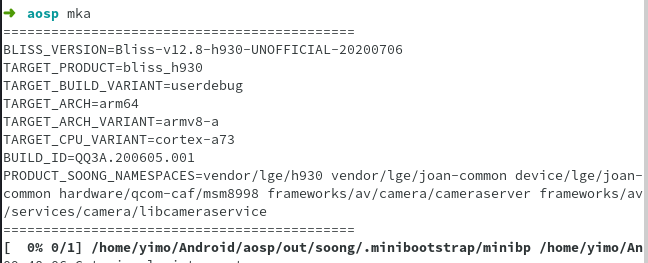 ➜ aosp mka
============================================
BLISS_VERSION=Bliss-v12.8-h930-UNOFFICIAL-20200706
TARGET_PRODUCT=bliss_h930
TARGET_BUILD_VARIANT=userdebug
TARGET_ARCH=arm64
TARGET_ARCH_VARIANT=armv8-a
TARGET_CPU_VARIANT=cortex-a73
BUILD_ID=QQ3A.200605.001
PRODUCT_SOONG_NAMESPACES=vendor/lge/h930 vendor/lge/joan-common device/lge/joan-
common hardware/qcom-caf/msm8998 frameworks/av/camera/cameraserver frameworks/av
/services/camera/libcameraservice
============================================
[  0% 0/1] /home/yimo/Android/aosp/out/soong/.minibootstrap/minibp /home/yimo/An